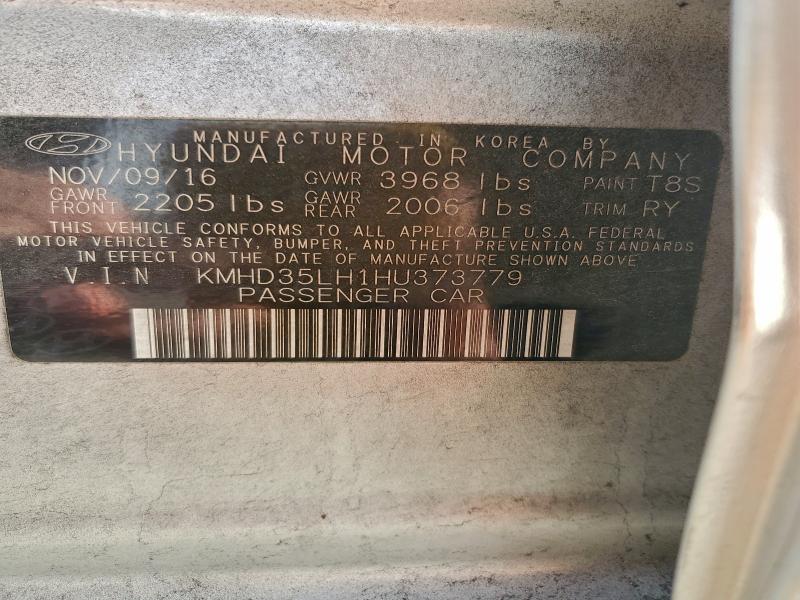 MANUFACTURED IN KOREA BY
HYUNDAI MOTOR COMPANY
NOV/09/16 GVWR 3968 lbs PAINT T8S
GAWR FRONT 2205 lbs GAWR REAR 2006 lbs TRIM RY
THIS VEHICLE CONFORMS TO ALL APPLICABLE U.S.A. FEDERAL
MOTOR VEHICLE SAFETY, BUMPER, AND THEFT PREVENTION STANDARDS
IN EFFECT ON THE DATE OF MANUFACTURE SHOWN ABOVE
V.I.N KMHD35LH1HU373779
PASSENGER CAR